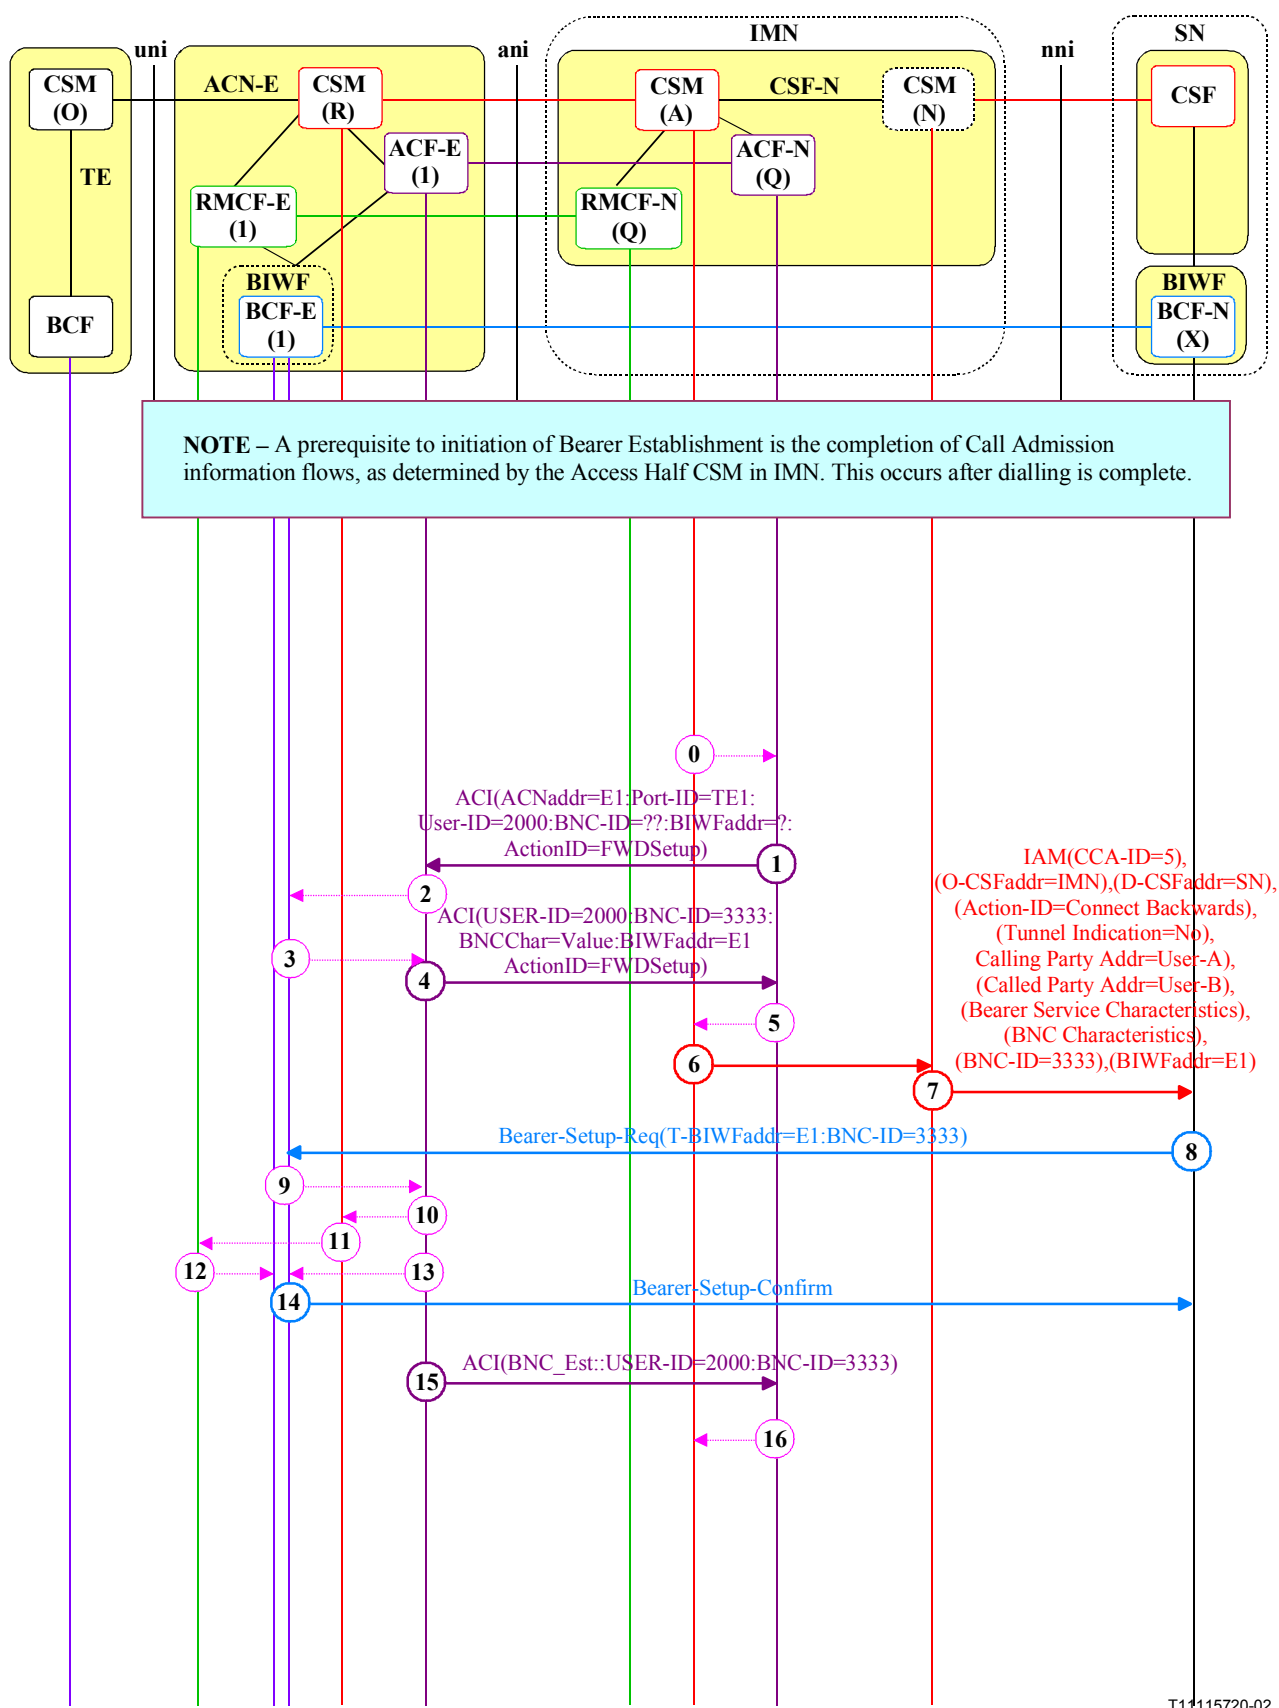 IMN
SN
uni
ani
nni
CSM
(O)
ACN-E
CSM
(R)
CSM
(A)
CSF-N
CSM
(N)
CSF
TE
ACF-E
(1)
ACF-N
(Q)
RMCF-E
(1)
RMCF-N
(Q)
BIWF
BIWF
BCF
BCF-E
(1)
BCF-N
(X)
NOTE – A prerequisite to initiation of Bearer Establishment is the completion of Call Admission
information flows, as determined by the Access Half CSM in IMN. This occurs after dialling is complete.
0
ACI(ACNaddr=E1:Port-ID=TE1:
User-ID=2000:BNC-ID=??:BIWFaddr=?:
ActionID=FWDSetup)
1
2
ACI(USER-ID=2000:BNC-ID=3333:
BNCChar=Value:BIWFaddr=E1
ActionID=FWDSetup)
3
4
5
6
IAM(CCA-ID=5),
(O-CSFaddr=IMN),(D-CSFaddr=SN),
(Action-ID=Connect Backwards),
(Tunnel Indication=No),
Calling Party Addr=User-A),
(Called Party Addr=User-B),
(Bearer Service Characteristics),
(BNC Characteristics),
(BNC-ID=3333),(BIWFaddr=E1)
7
Bearer-Setup-Req(T-BIWFaddr=E1:BNC-ID=3333)
8
9
10
11
12
13
14
Bearer-Setup-Confirm
15
ACI(BNC_Est::USER-ID=2000:BNC-ID=3333)
16
T11115720-02